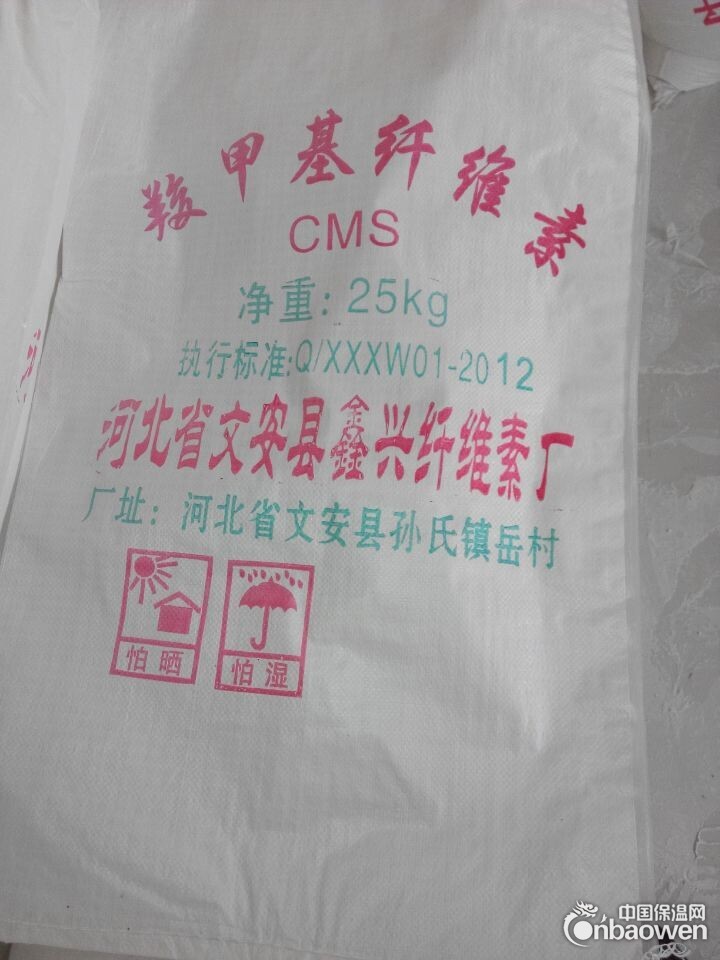 羧甲基纤维素
CMS
净重：25kg
执行标准:Q/XXXW01-2012
河北省文安县鑫兴纤维素厂
厂址：河北省文安县孙氏镇岳村
怕晒
怕湿
中国保温网
Cnbaowen